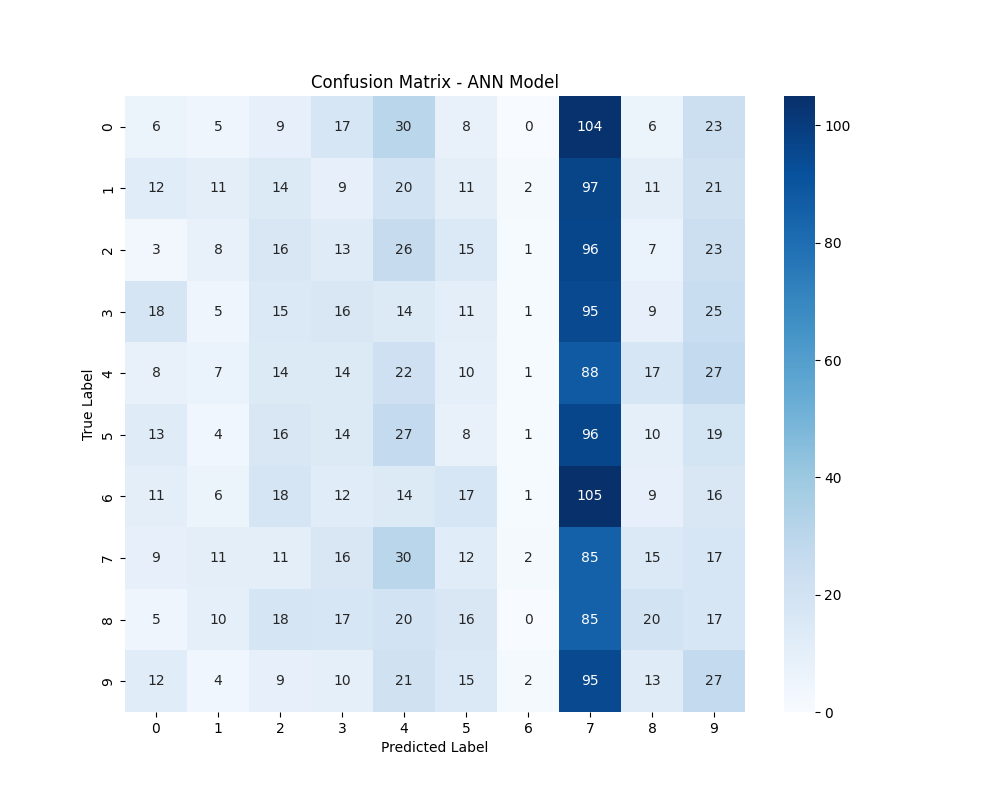 Confusion Matrix - ANN Model
0 6 5 9 17 30 8 0 104 6 23
1 12 11 14 9 20 11 2 97 11 21
2 3 8 16 13 26 15 1 96 7 23
3 18 5 15 16 14 11 1 95 9 25
4 8 7 14 14 22 10 1 88 17 27
5 13 4 16 14 27 8 1 96 10 19
6 11 6 18 12 14 17 1 105 9 16
7 9 11 11 16 30 12 2 85 15 17
8 5 10 18 17 20 16 0 85 20 17
9 12 4 9 10 21 15 2 95 13 27
0 1 2 3 4 5 6 7 8 9
Predicted Label
True Label
100
80
60
40
20
0